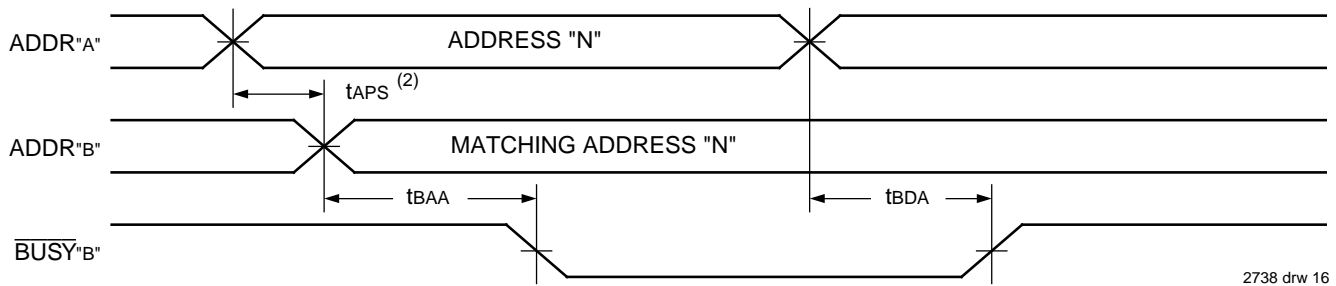 ADDR"A"
ADDRESS "N"
tAPS (2)
ADDR"B"
MATCHING ADDRESS "N"
tBAA
tBDA
BUSY"B"
2738 drw 16